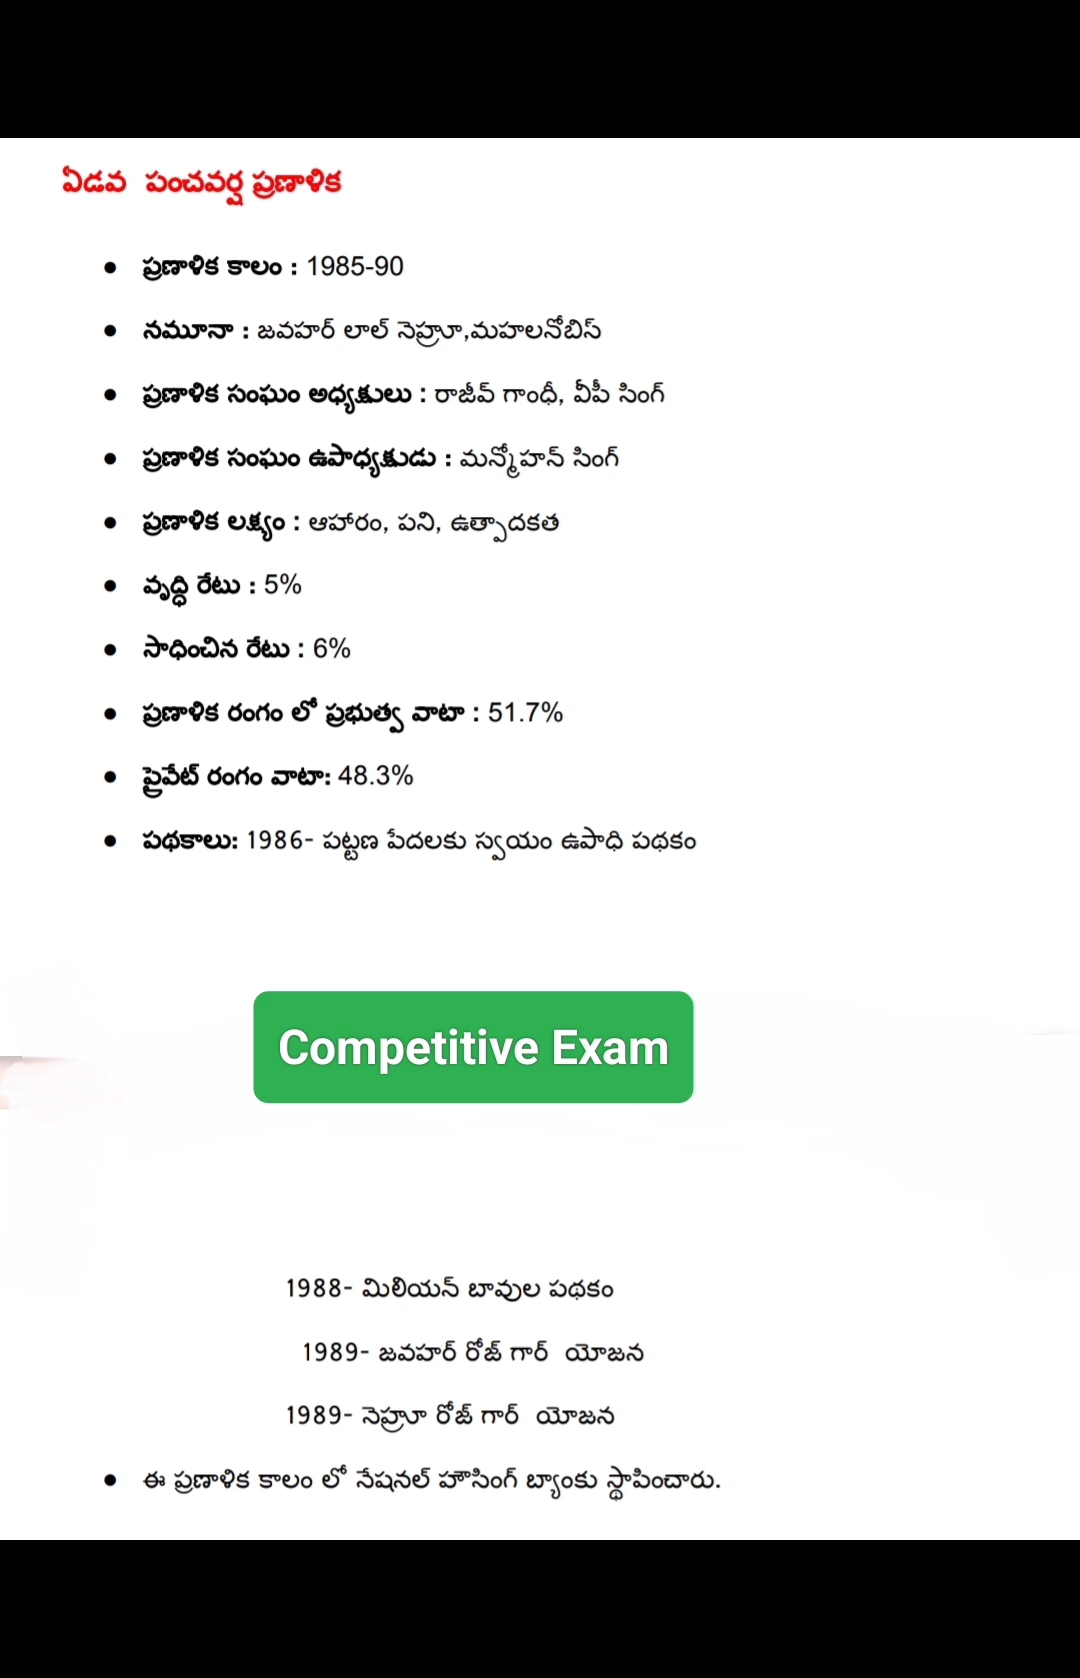 ఏడవ పంచవర్ష ప్రణాళిక
● ప్రణాళిక కాలం : 1985-90
● నమూనా : జవహర్ లాల్ నెహ్రూ,మహలనోబిస్
● ప్రణాళిక సంఘం అధ్యక్షులు : రాజీవ్ గాంధీ, వీపీ సింగ్
● ప్రణాళిక సంఘం ఉపాధ్యక్షుడు : మన్మోహన్ సింగ్
● ప్రణాళిక లక్ష్యం : ఆహారం, పని, ఉత్పాదకత
● వృద్ధి రేటు : 5%
● సాధించిన రేటు : 6%
● ప్రణాళిక రంగం లో ప్రభుత్వ వాటా : 51.7%
● ప్రైవేట్ రంగం వాటా: 48.3%
● పథకాలు: 1986- పట్టణ పేదలకు స్వయం ఉపాధి పథకం
Competitive Exam
1988- మిలియన్ బావుల పథకం
1989- జవహర్ రోజ్ గార్ యోజన
1989- నెహ్రూ రోజ్ గార్ యోజన
● ఈ ప్రణాళిక కాలం లో నేషనల్ హౌసింగ్ బ్యాంకు స్థాపించారు.